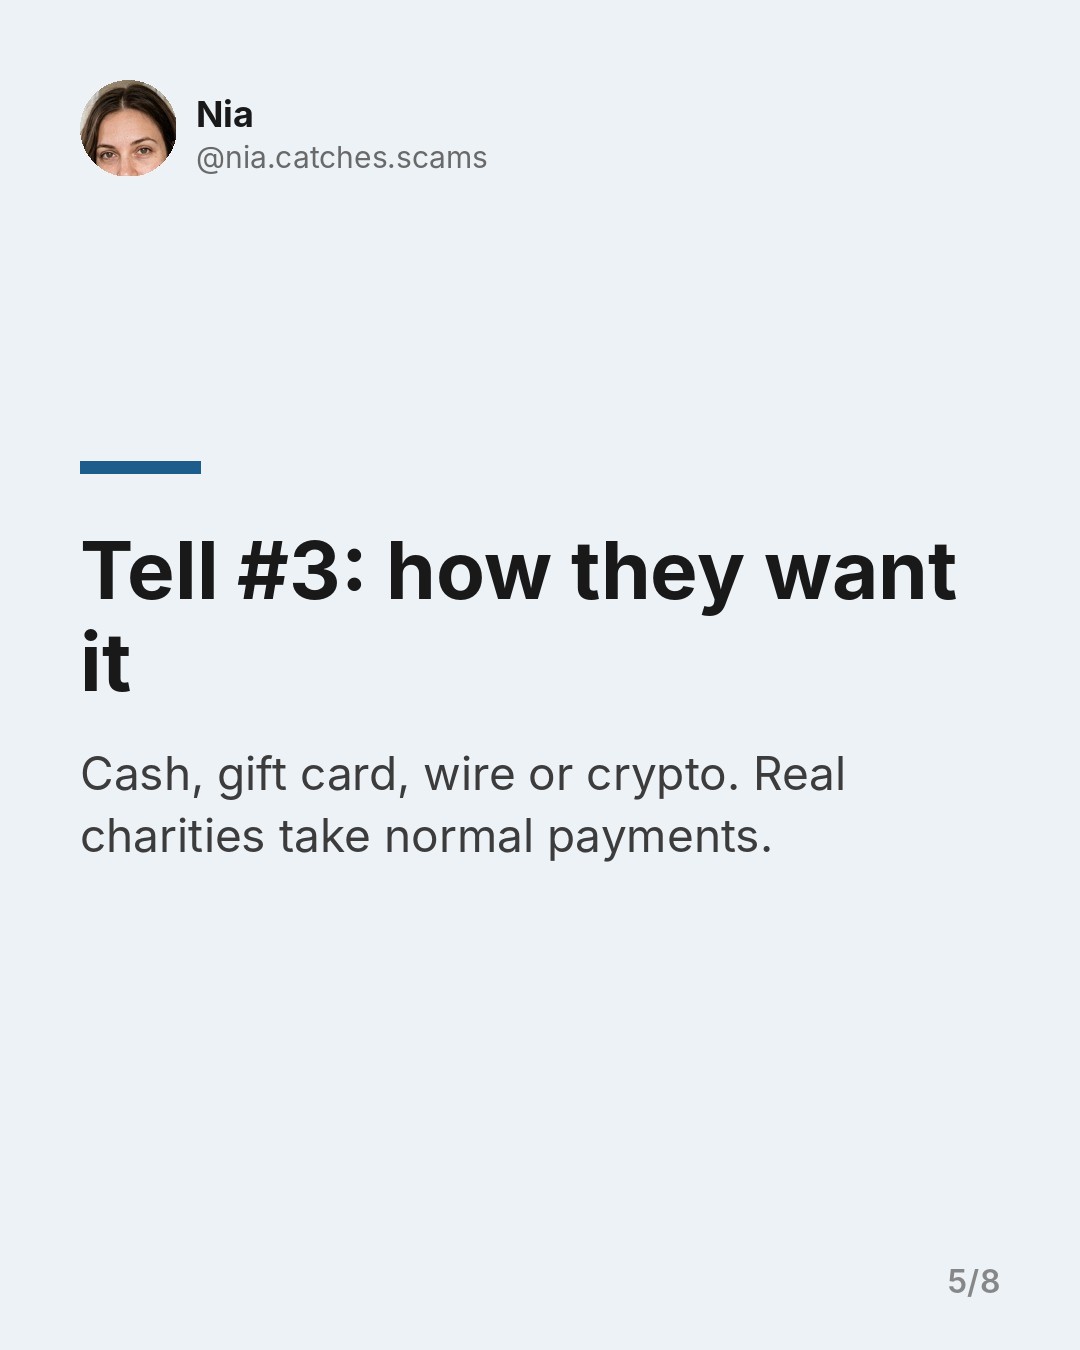 Nia
@nia.catches.scams
Tell #3: how they want
it
Cash, gift card, wire or crypto. Real
charities take normal payments.
5/8